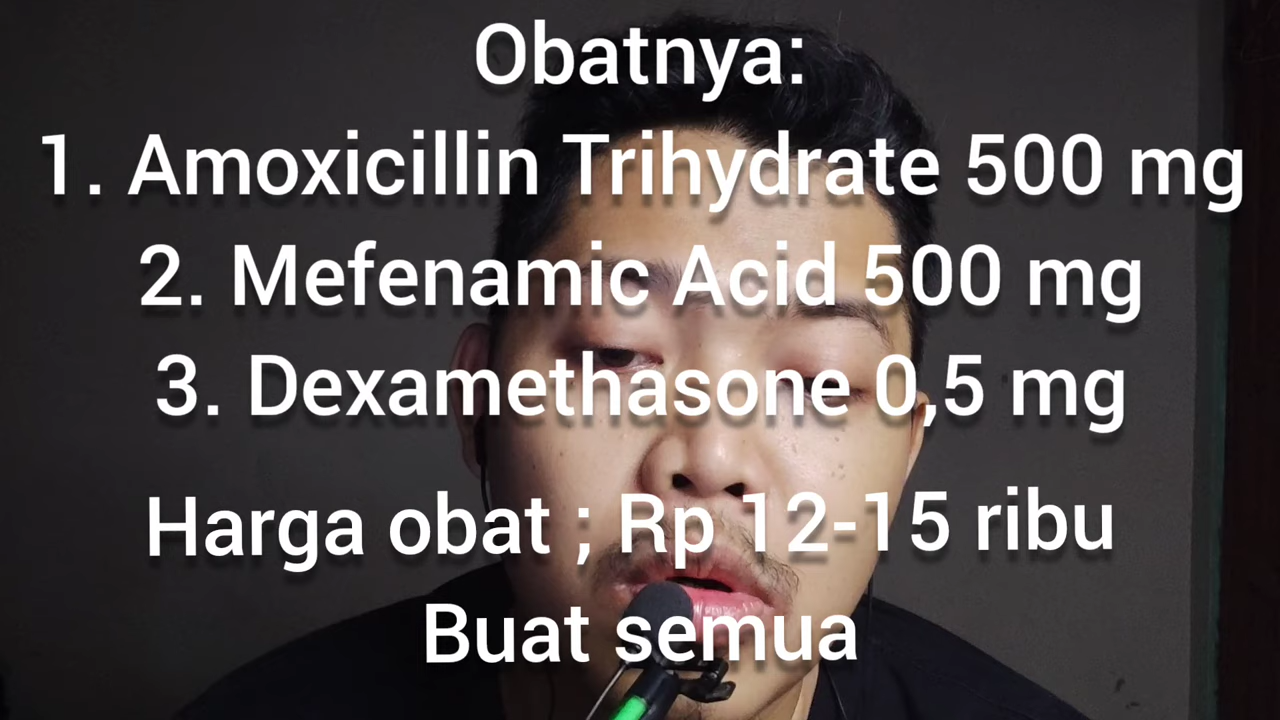 Obatnya:
1. Amoxicillin Trihydrate 500 mg
2. Mefenamic Acid 500 mg
3. Dexamethasone 0,5 mg
Harga obat ; Rp 12-15 ribu
Buat semua